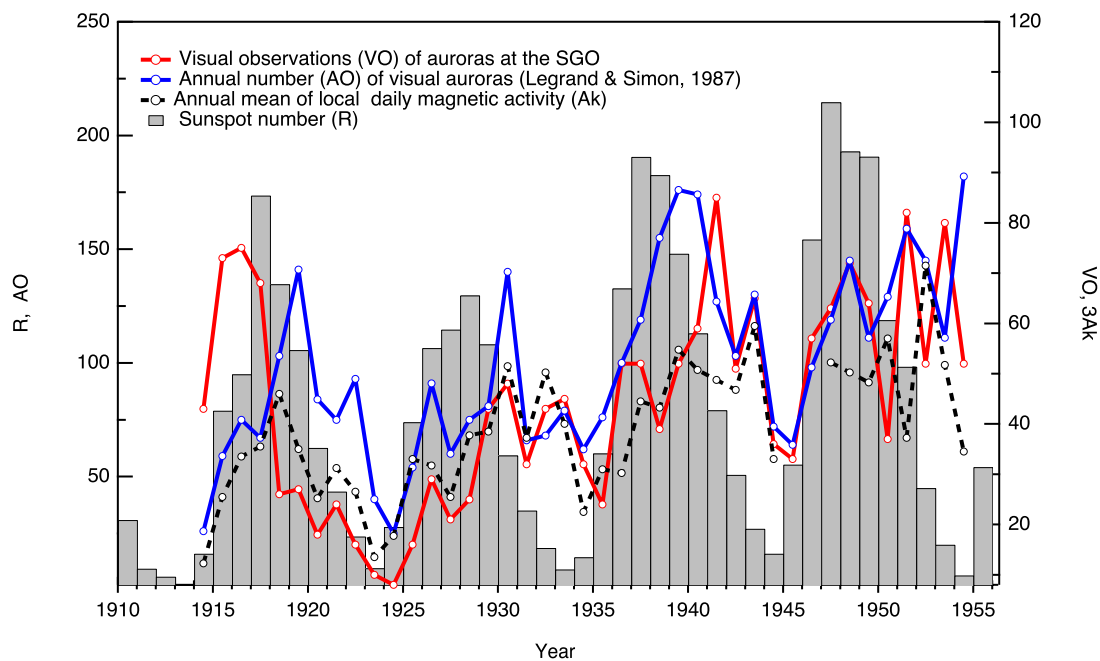 250
200
150
100
50
R, AO
Visual observations (VO) of auroras at the SGO
Annual number (AO) of visual auroras (Legrand & Simon, 1987)
Annual mean of local daily magnetic activity (Ak)
Sunspot number (R)
120
100
80
60
40
20
VO, 3Ak
1910 1915 1920 1925 1930 1935 1940 1945 1950 1955
Year